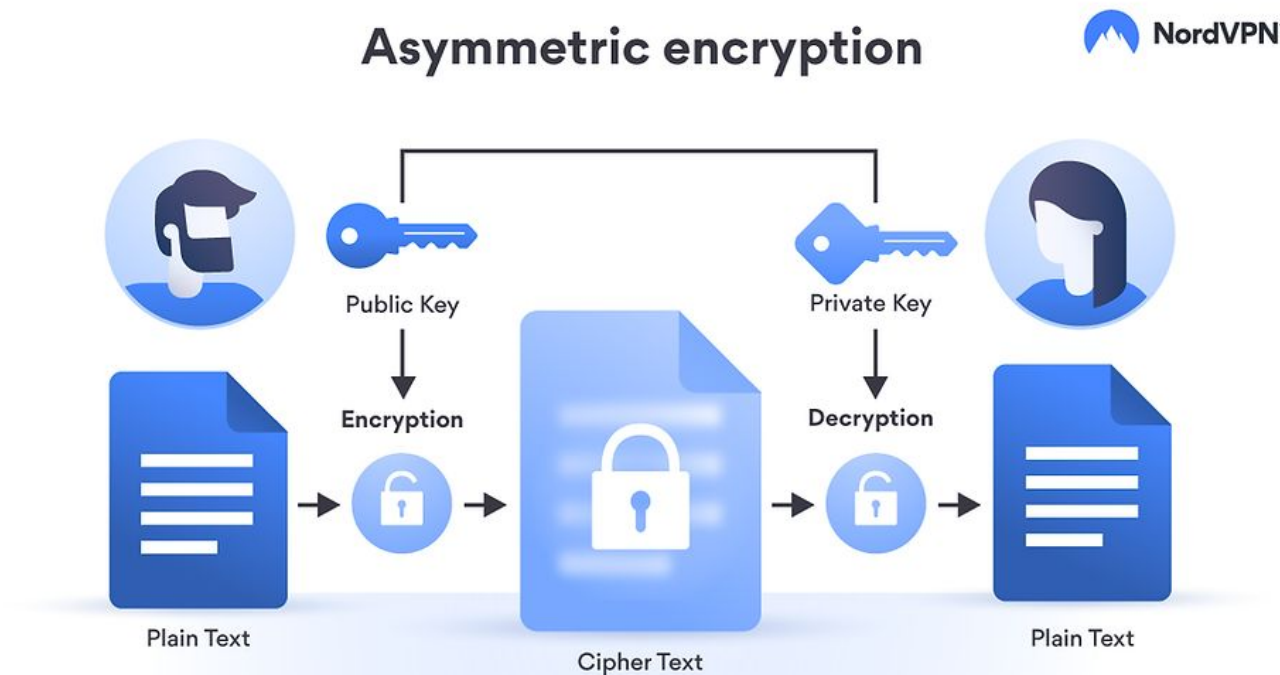 Asymmetric encryption
NordVPN
Public Key
Private Key
Encryption
Decryption
Plain Text
Cipher Text
Plain Text